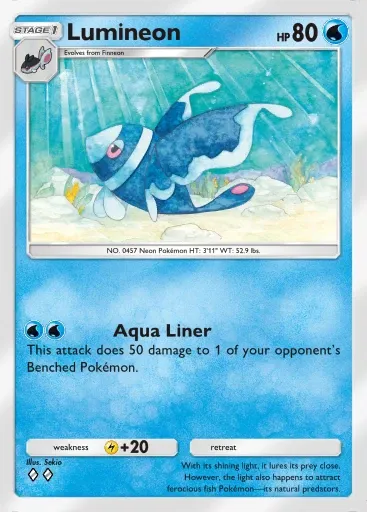 STAGE 1
Lumineon
HP 80
Evolves from Finneon
NO. 0457 Neon Pokémon HT: 3'11" WT: 52.9 lbs.
Aqua Liner
This attack does 50 damage to 1 of your opponent's
Benched Pokémon.
weakness +20
retreat
Illus. Sekio
With its shining light, it lures its prey close.
However, the light also happens to attract
ferocious fish Pokémon—its natural predators.